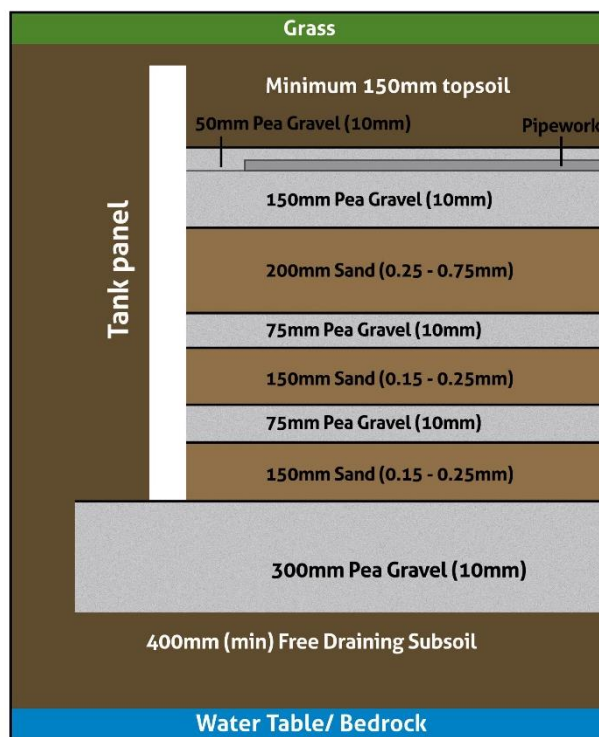 Grass
Minimum 150mm topsoil
50mm Pea Gravel (10mm)
Pipework
150mm Pea Gravel (10mm)
Tank panel
200mm Sand (0.25 - 0.75mm)
75mm Pea Gravel (10mm)
150mm Sand (0.15 - 0.25mm)
75mm Pea Gravel (10mm)
150mm Sand (0.15 - 0.25mm)
300mm Pea Gravel (10mm)
400mm (min) Free Draining Subsoil
Water Table/ Bedrock